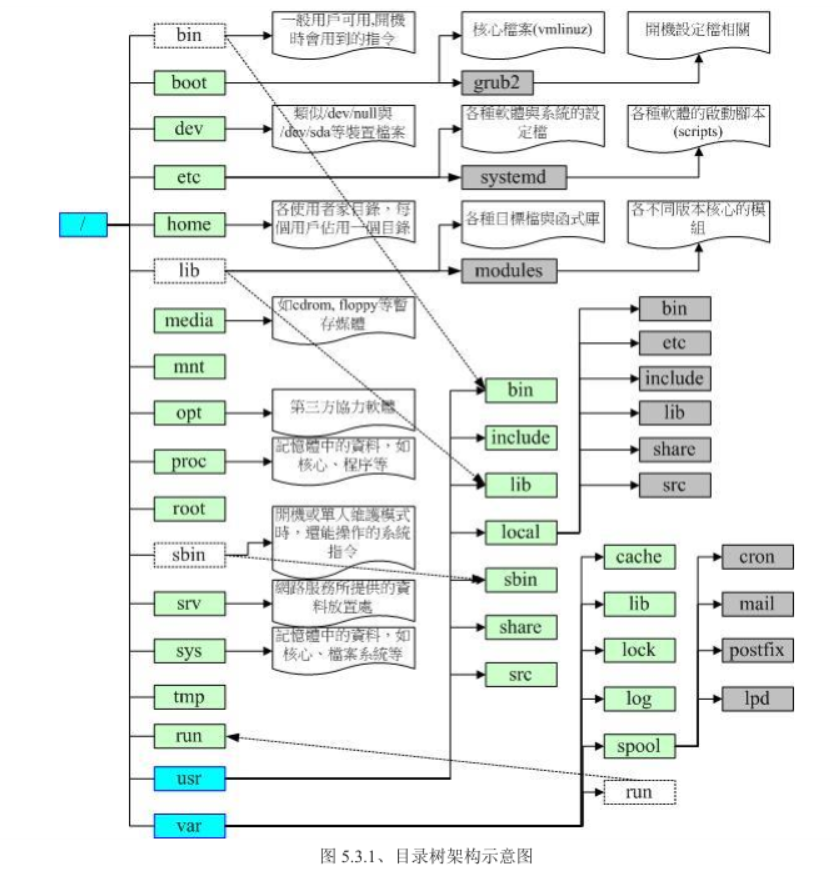 bin
一般用戶可用,開機
時會用到的指令
核心檔案(vmlinuz)
開機設定檔相關
boot
grub2
dev
類似/dev/null與
/dev/sda等裝置檔案
各種軟體與系統的設
定檔
各種軟體的啟動腳本
(scripts)
etc
systemd
/
home
各使用者家目錄，每
個用戶佔用一個目錄
各種目標檔與函式庫
各不同版本核心的模
組
lib
modules
media
如cdrom, floppy等暫
存媒體
mnt
opt
第三方協力軟體
proc
記憶體中的資料，如
核心、程序等
root
sbin
開機或單人維護模式
時，還能操作的系統
指令
srv
網路服務所提供的資
料放置處
sys
記憶體中的資料，如
核心、檔案系統等
tmp
run
usr
var
bin
include
lib
local
sbin
share
src
bin
etc
include
lib
share
src
cache
lib
lock
log
spool
run
cron
mail
postfix
lpd
图 5.3.1、目录树架构示意图